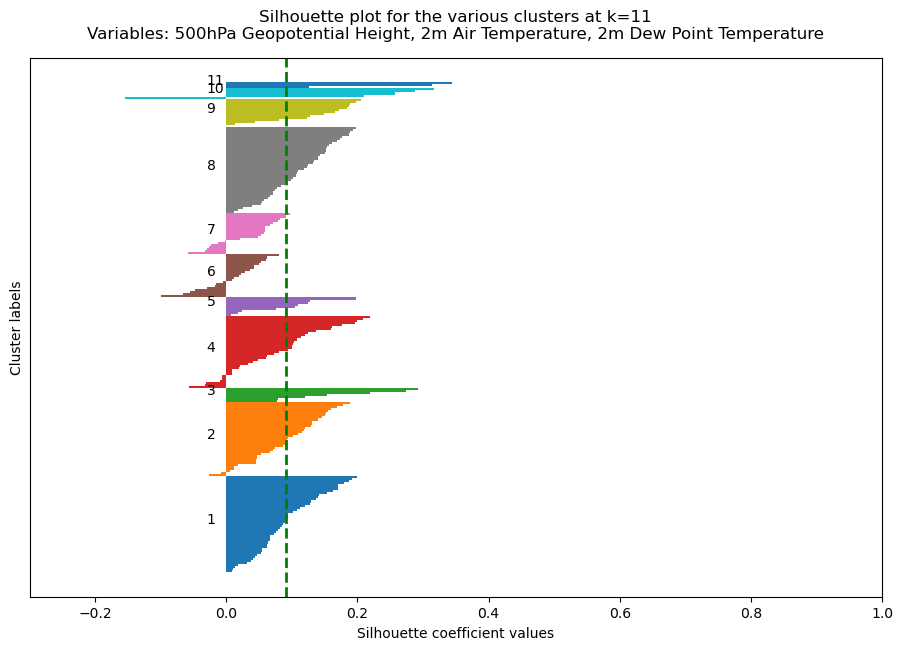 Silhouette plot for the various clusters at k=11
Variables: 500hPa Geopotential Height, 2m Air Temperature, 2m Dew Point Temperature
Cluster labels
11
10
9
8
7
6
5
4
3
2
1
−0.2 0.0 0.2 0.4 0.6 0.8 1.0
Silhouette coefficient values